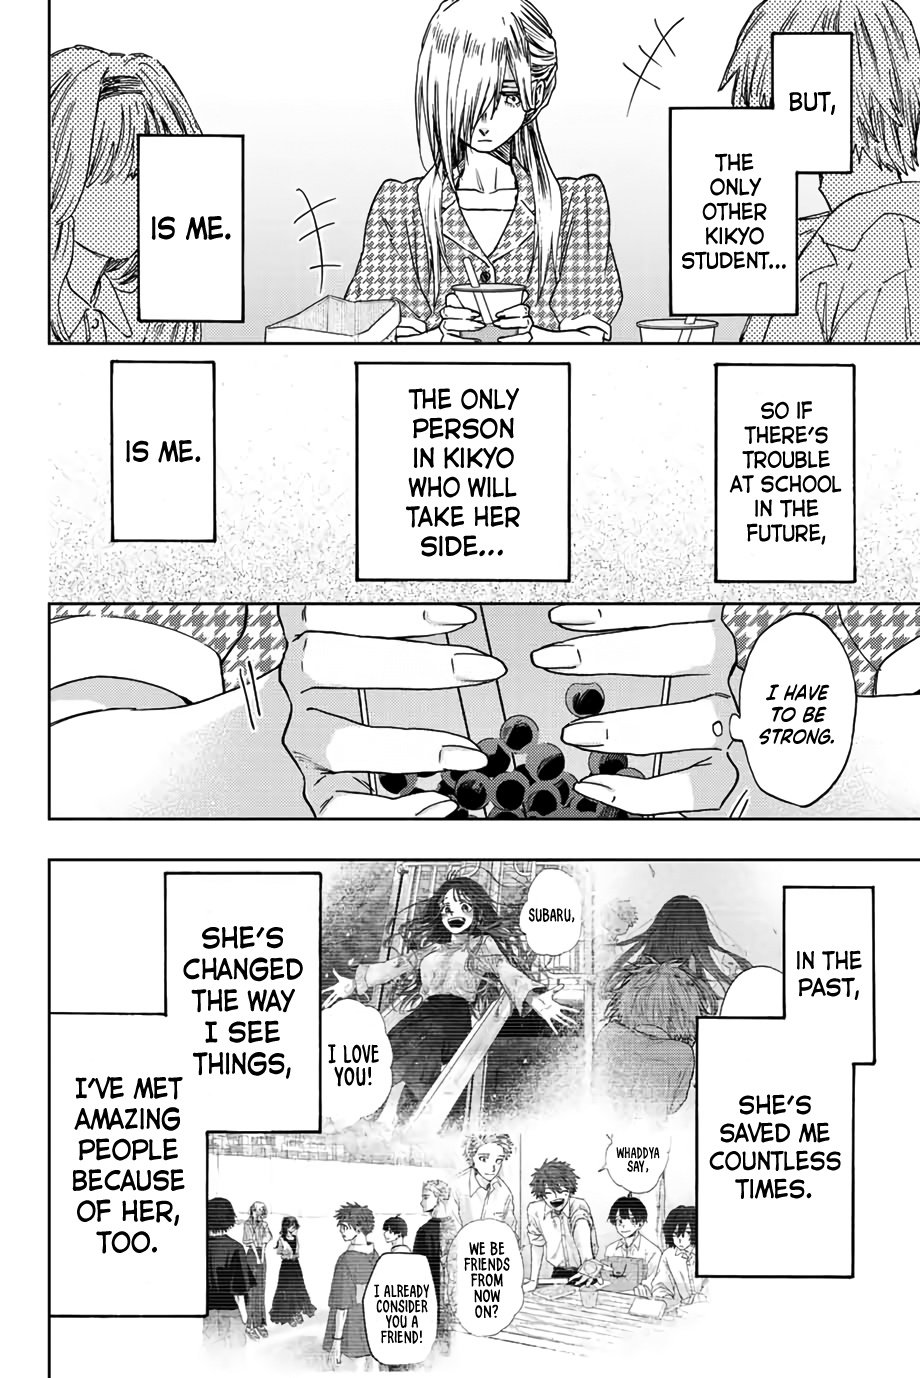 BUT,
THE
ONLY
OTHER
KIKYO
STUDENT...
IS ME.
SO IF
THERE'S
TROUBLE
AT SCHOOL
IN THE
FUTURE,
THE ONLY
PERSON
IN KIKYO
WHO WILL
TAKE HER
SIDE...
IS ME.
I HAVE
TO BE
STRONG.
IN THE
PAST,
SHE'S
SAVED ME
COUNTLESS
TIMES.
SUBARU,
I LOVE
YOU!
SHE'S
CHANGED
THE WAY
I SEE
THINGS,
WHADDYA
SAY,
WE BE
FRIENDS
FROM
NOW
ON?
I ALREADY
CONSIDER
YOU A
FRIEND!
I'VE MET
AMAZING
PEOPLE
BECAUSE
OF HER,
TOO.